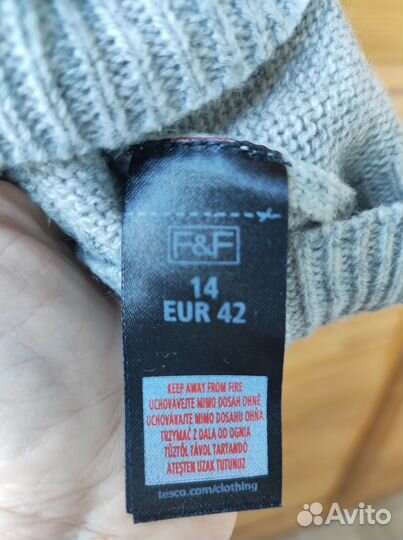 F&F
14
EUR 42
KEEP AWAY FROM FIRE
UCHOVÁVEJTE MIMO DOSAH OHNĚ
UCHOVÁVAJTE MIMO DOSAHU OHŇA
TRZYMAĆ Z DALA OD OGNIA
TŰZTŐL TÁVOL TARTANDÓ
ATEŞTEN UZAK TUTUNUZ
tesco.com/clothing
Avito